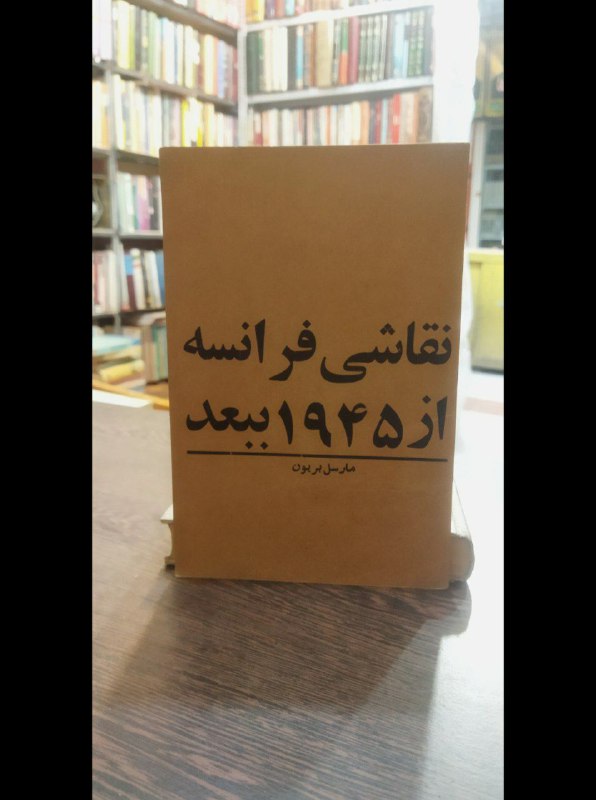 نقاشی فرانسه
از ۱۹۴۵ ببعد
مارسل بریون